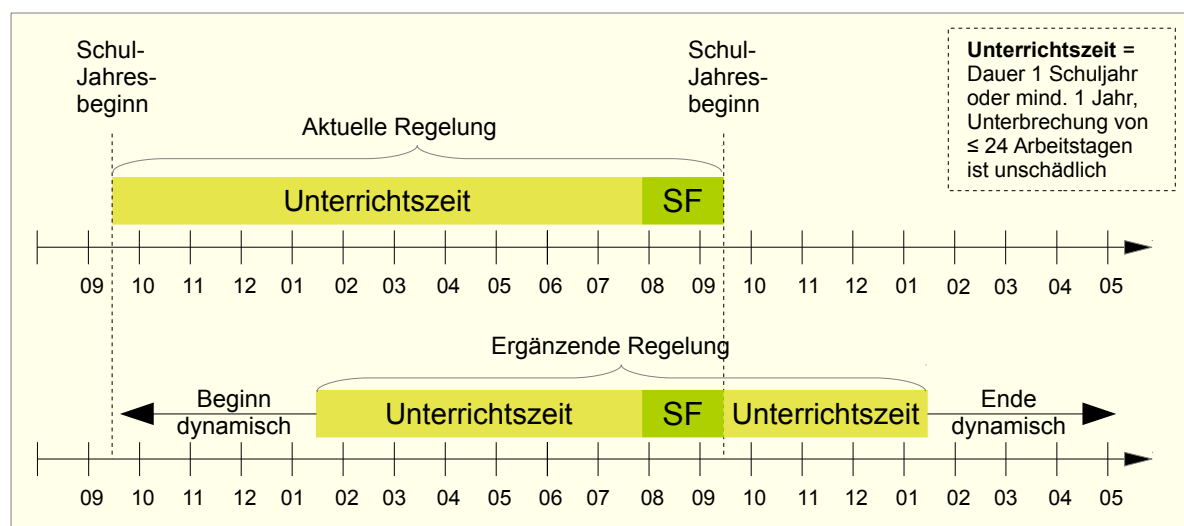 Schul-
Jahres-
beginn
Schul-
Jahres-
beginn
Unterrichtszeit =
Dauer 1 Schuljahr
oder mind. 1 Jahr,
Unterbrechung von
≤ 24 Arbeitstagen
ist unschädlich
Aktuelle Regelung
Unterrichtszeit SF
09 10 11 12 01 02 03 04 05 06 07 08 09 10 11 12 01 02 03 04 05
Ergänzende Regelung
Beginn
dynamisch
Unterrichtszeit SF Unterrichtszeit
Ende
dynamisch
09 10 11 12 01 02 03 04 05 06 07 08 09 10 11 12 01 02 03 04 05